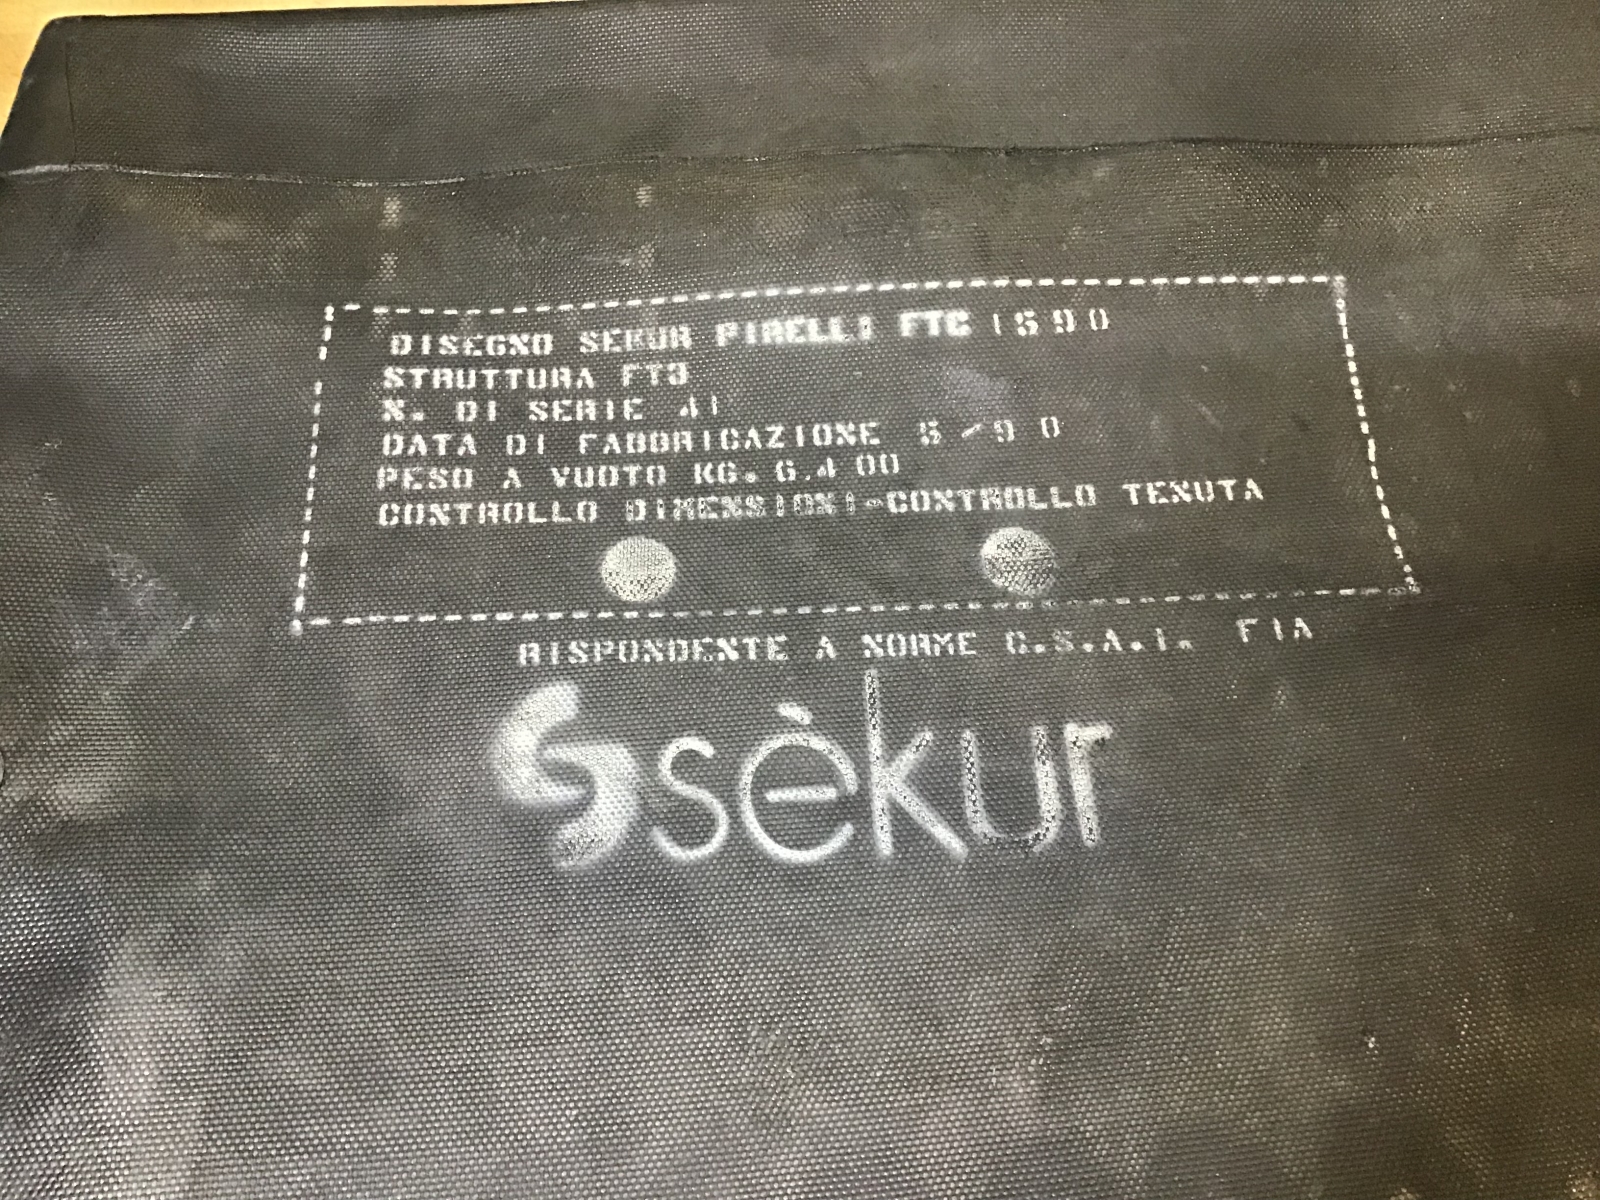 DISEGNO SEKUR PIRELLI FTC 1590
STRUTTURA FT3
N. DI SERIE 41
DATA DI FABBRICAZIONE 5/90
PESO A VUOTO KG. 6.400
CONTROLLO DIMENSIONI-CONTROLLO TENUTA
RISPONDENTE A NORME C.S.A.I. FIA
sèkur